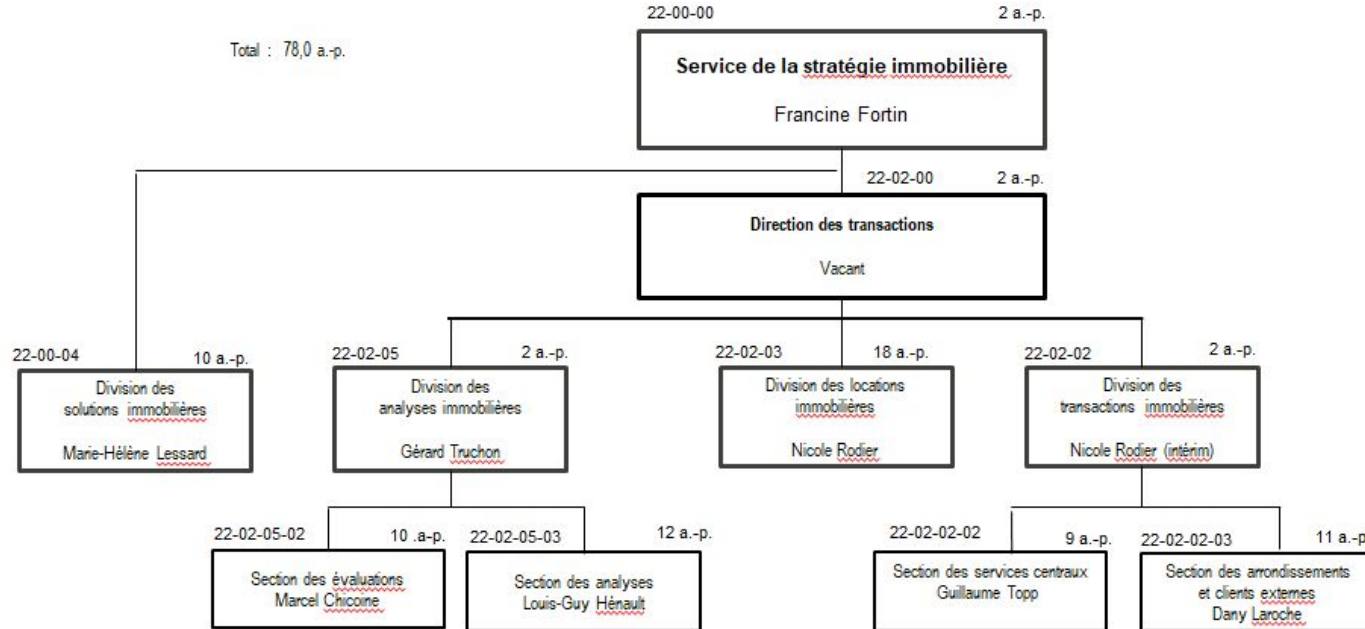 22-00-00 2 a.-p.
Total : 78,0 a.-p.
Service de la stratégie immobilière
Francine Fortin
22-02-00 2 a.-p.
Direction des transactions
Vacant
22-00-04 10 a.-p.
Division des
solutions immobilières
Marie-Hélène Lessard
22-02-05 2 a.-p.
Division des
analyses immobilières
Gérard Truchon
22-02-03 18 a.-p.
Division des locations
immobilières
Nicole Rodier
22-02-02 2 a.-p.
Division des
transactions immobilières
Nicole Rodier (intérim)
22-02-05-02 10 .a-p.
Section des évaluations
Marcel Chicoine
22-02-05-03 12 a.-p.
Section des analyses
Louis-Guy Hénault
22-02-02-02 9 a.-p.
Section des services centraux
Guillaume Topp
22-02-02-03 11 a.-p
Section des arrondissements
et clients externes
Dany Laroche